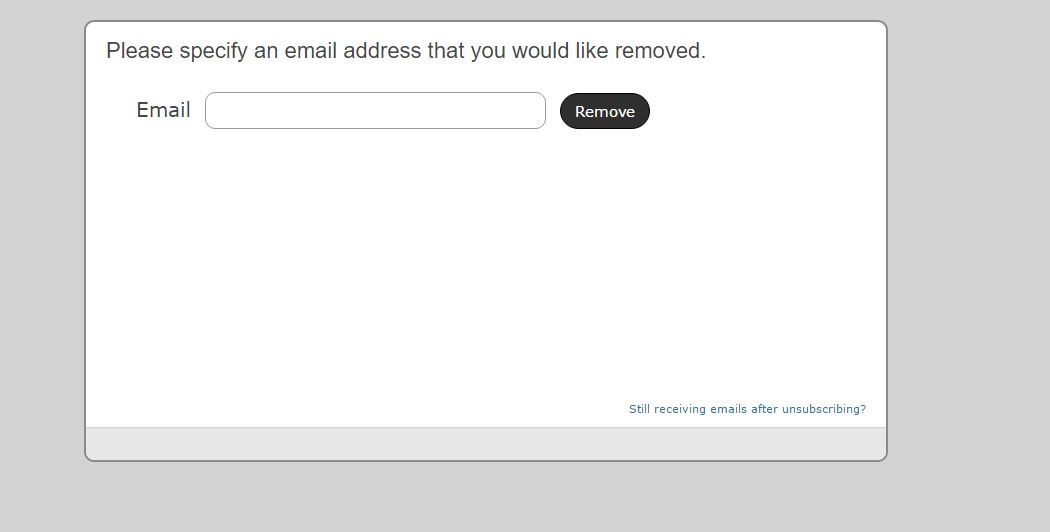 Please specify an email address that you would like removed.
Email
Remove
Still receiving emails after unsubscribing?